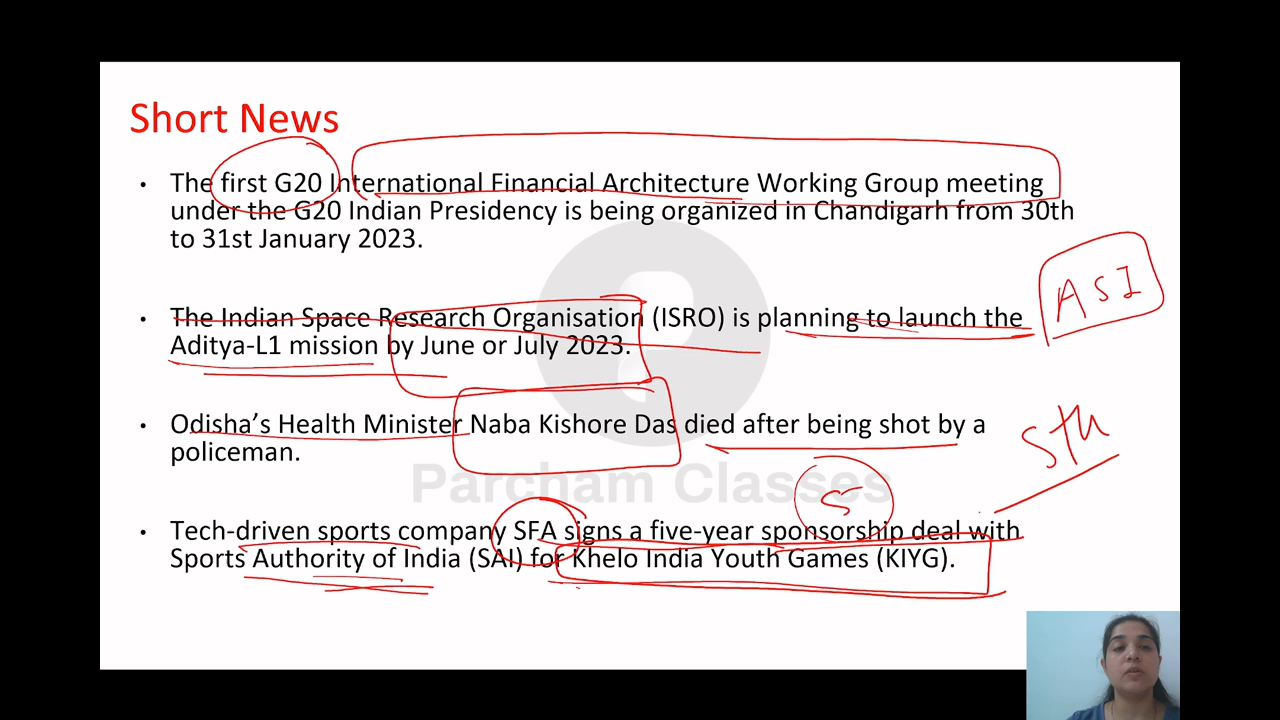 Short News
• The first G20 International Financial Architecture Working Group meeting
under the G20 Indian Presidency is being organized in Chandigarh from 30th
to 31st January 2023.
• The Indian Space Research Organisation (ISRO) is planning to launch the
Aditya-L1 mission by June or July 2023.
ASI
• Odisha’s Health Minister Naba Kishore Das died after being shot by a
policeman.
5th
Parcham Classes
5
• Tech-driven sports company SFA signs a five-year sponsorship deal with
Sports Authority of India (SAI) for Khelo India Youth Games (KIYG).